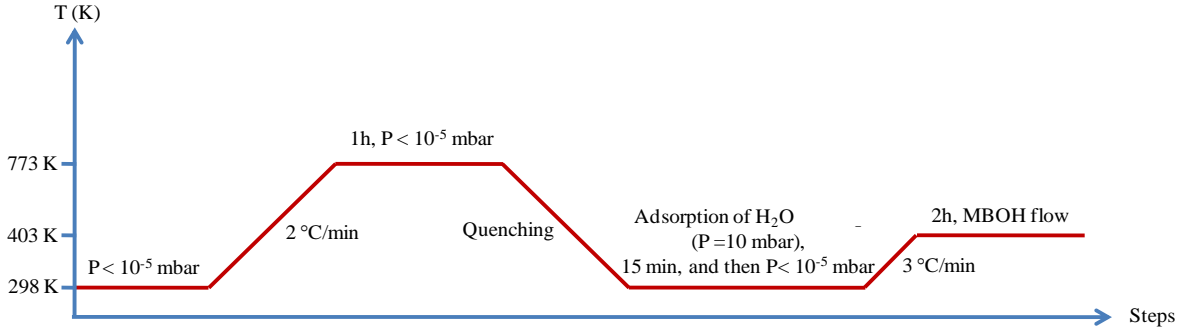 T (K)
1h, P < 10⁻⁵ mbar
773 K
Adsorption of H₂O
2h, MBOH flow
2 °C/min
Quenching
403 K
(P =10 mbar),
P < 10⁻⁵ mbar
15 min, and then P< 10⁻⁵ mbar
3 °C/min
298 K
Steps